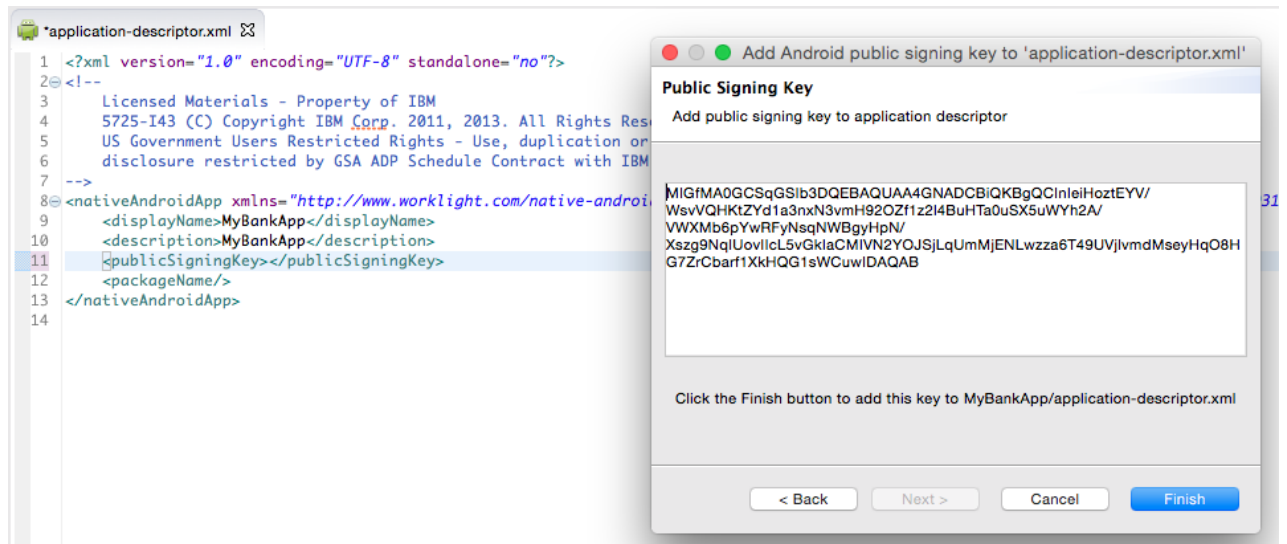 *application-descriptor.xml
1 <?xml version="1.0" encoding="UTF-8" standalone="no"?>
2 <!--
3 Licensed Materials - Property of IBM
4 5725-I43 (C) Copyright IBM Corp. 2011, 2013. All Rights Res
5 US Government Users Restricted Rights - Use, duplication or
6 disclosure restricted by GSA ADP Schedule Contract with IBM
7 -->
8 <nativeAndroidApp xmlns="http://www.worklight.com/native-androi
31
9 <displayName>MyBankApp</displayName>
10 <description>MyBankApp</description>
11 <publicSigningKey></publicSigningKey>
12 <packageName/>
13 </nativeAndroidApp>
14
Add Android public signing key to 'application-descriptor.xml'
Public Signing Key
Add public signing key to application descriptor
MIGfMA0GCSqGSIb3DQEBAQUAA4GNADCBiQKBgQCInIeiHoztEYV/
WsvVQHKtZYd1a3nxN3vmH92OZf1z2I4BuHTa0uSX5uWYh2A/
VWXMb6pYwRFyNsqNWBgyHpN/
Xszg9NqIUovIIcL5vGkIaCMIVN2YOJSjLqUmMjENLwzza6T49UVjIvmdMseyHqO8H
G7ZrCbarf1XkHQG1sWCuwIDAQAB
Click the Finish button to add this key to MyBankApp/application-descriptor.xml
< Back
Next >
Cancel
Finish